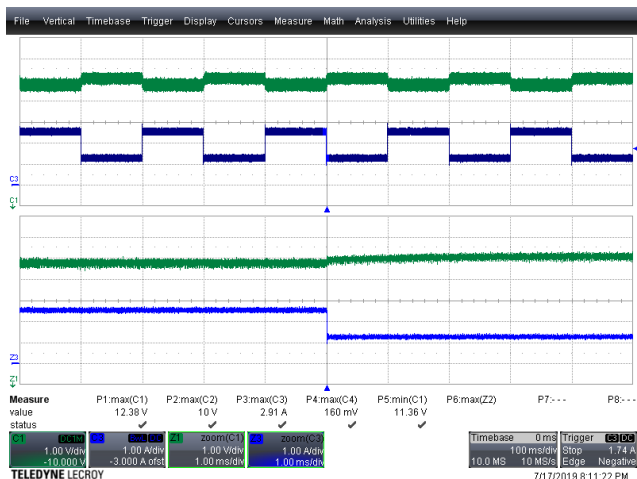 File Vertical Timebase Trigger Display Cursors Measure Math Analysis Utilities Help
C3
C1
Z3
Z1
Measure P1:max(C1) P2:max(C2) P3:max(C3) P4:max(C4) P5:min(C1) P6:max(Z2) P7:- - - P8:- - -
value 12.38 V 10 V 2.91 A 160 mV 11.36 V
status
C1 DC1M Z1 zoom(C1) zoom(C3) Timebase 0 ms Trigger C3 DC
1.00 V/div 1.00 A/div 1.00 V/div 1.00 A/div 100 ms/div Stop 1.74 A
-10.000 V -3.000 A ofst 1.00 ms/div 1.00 ms/div 10.0 MS 10 MS/s Edge Negative
TELEDYNE LECROY 7/17/2019 8:11:22 PM